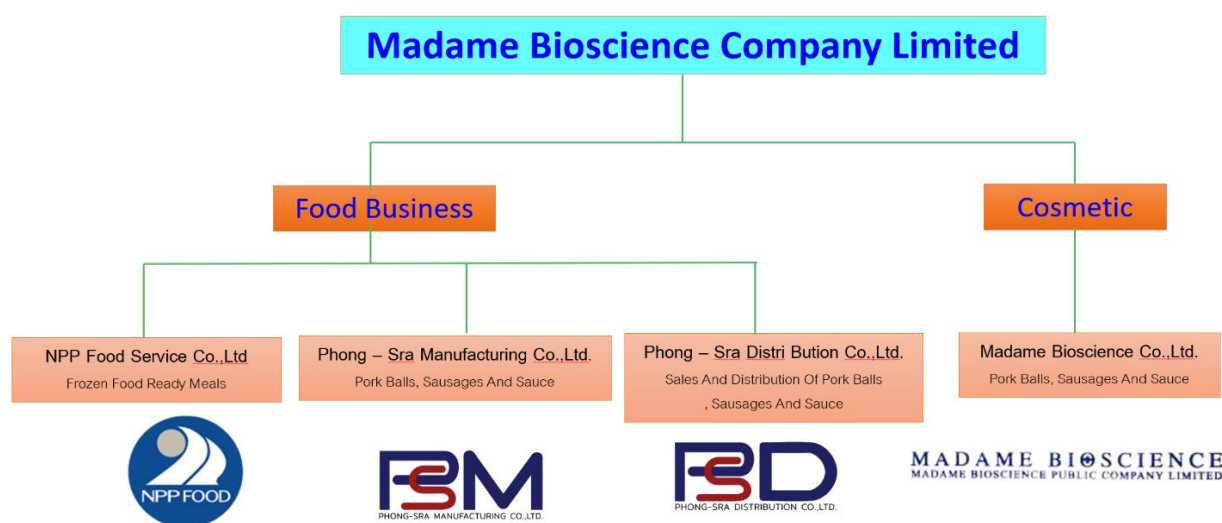 Madame Bioscience Company Limited
Food Business
Cosmetic
NPP Food Service Co.,Ltd
Frozen Food Ready Meals
Phong – Sra Manufacturing Co.,Ltd.
Pork Balls, Sausages And Sauce
Phong – Sra Distri Bution Co.,Ltd.
Sales And Distribution Of Pork Balls
, Sausages And Sauce
Madame Bioscience Co.,Ltd.
Pork Balls, Sausages And Sauce
NPP FOOD
PSM
PHONG-SRA MANUFACTURING CO.,LTD.
PSD
PHONG-SRA DISTRIBUTION CO.,LTD.
MADAME BIOSCIENCE
MADAME BIOSCIENCE PUBLIC COMPANY LIMITED